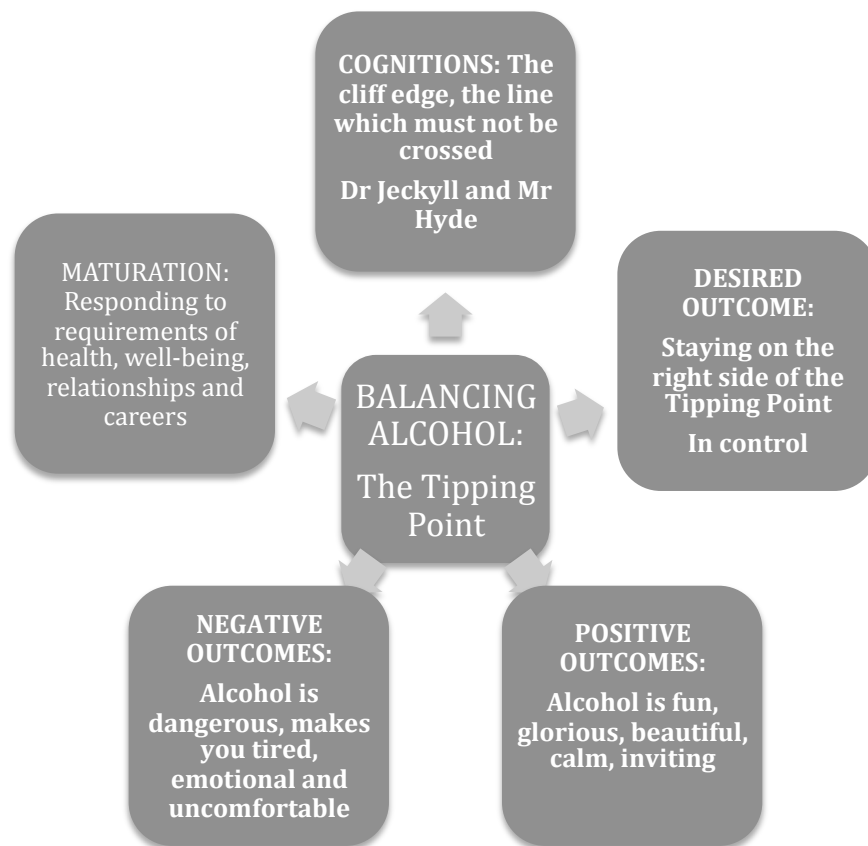 COGNITIONS: The
cliff edge, the line
which must not be
crossed
Dr Jeckyll and Mr
Hyde
MATURATION:
Responding to
requirements of
health, well-being,
relationships and
careers
DESIRED
OUTCOME:
Staying on the
right side of the
Tipping Point
In control
BALANCING
ALCOHOL:
The Tipping
Point
NEGATIVE
OUTCOMES:
Alcohol is
dangerous, makes
you tired,
emotional and
uncomfortable
POSITIVE
OUTCOMES:
Alcohol is fun,
glorious, beautiful,
calm, inviting